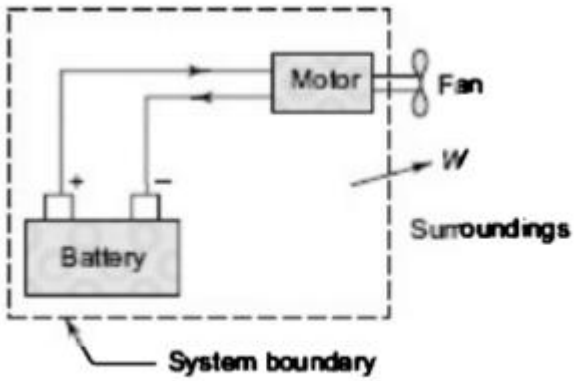 Motor
Fan
W
+
−
Surroundings
Battery
System boundary